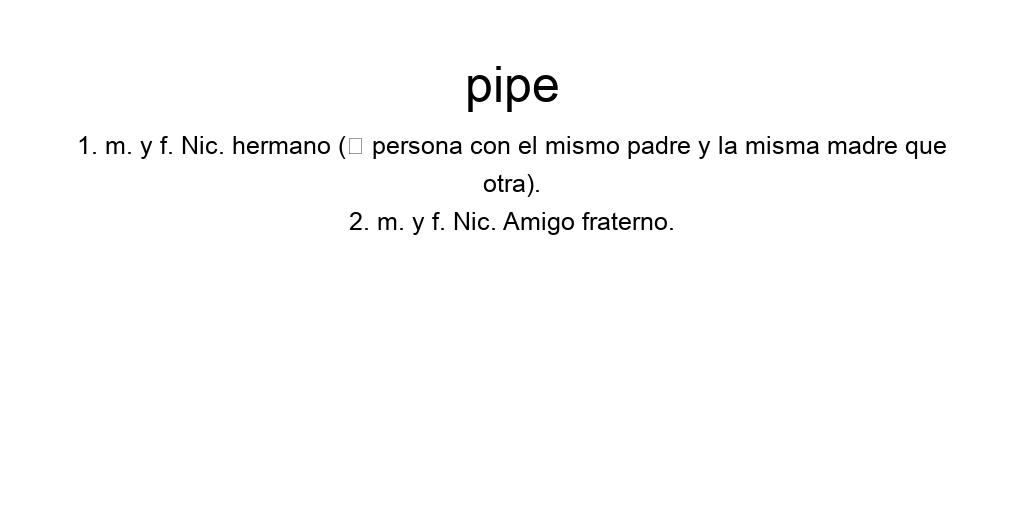 pipe
1. m. y f. Nic. hermano (□ persona con el mismo padre y la misma madre que
otra).
2. m. y f. Nic. Amigo fraterno.